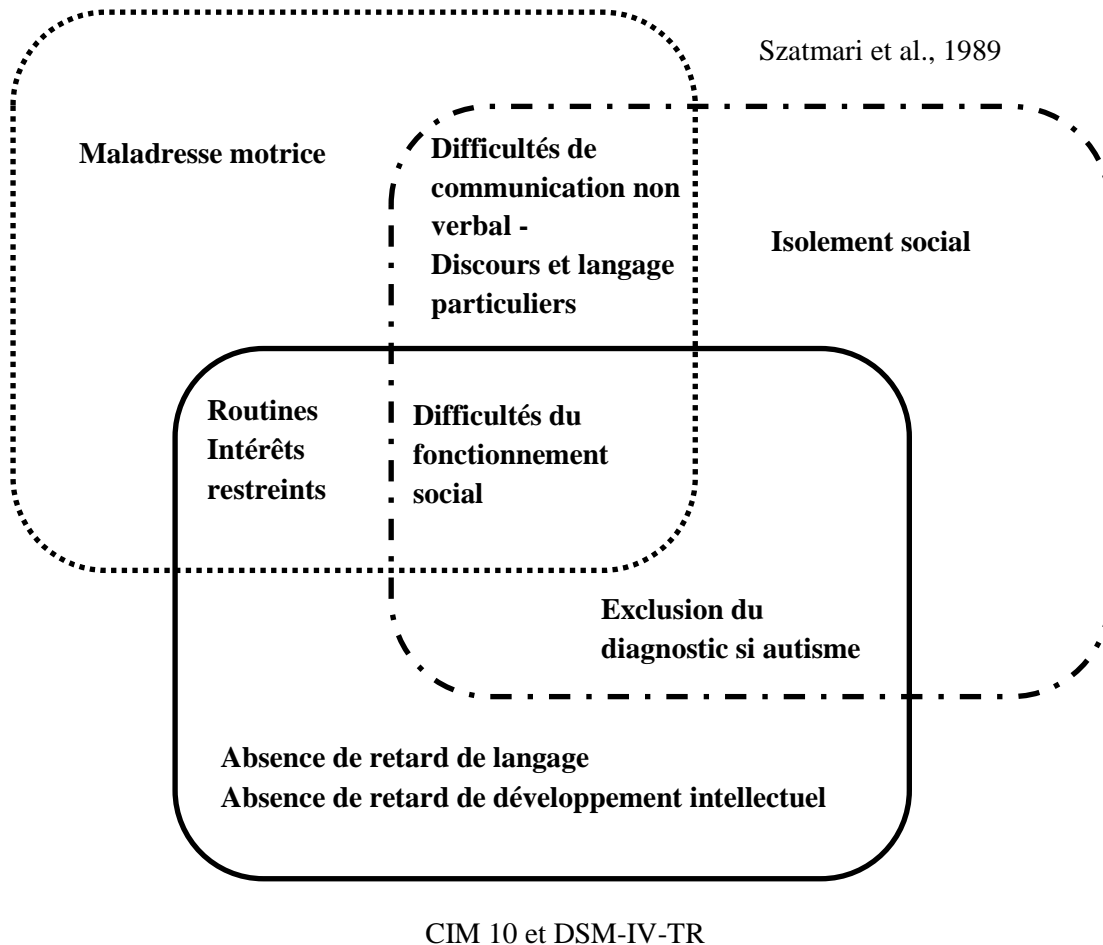 Szatmari et al., 1989
Maladresse motrice
Difficultés de
communication non
verbal -
Discours et langage
particuliers
Isolement social
Routines
Intérêts
restreints
Difficultés du
fonctionnement
social
Exclusion du
diagnostic si autisme
Absence de retard de langage
Absence de retard de développement intellectuel
CIM 10 et DSM-IV-TR